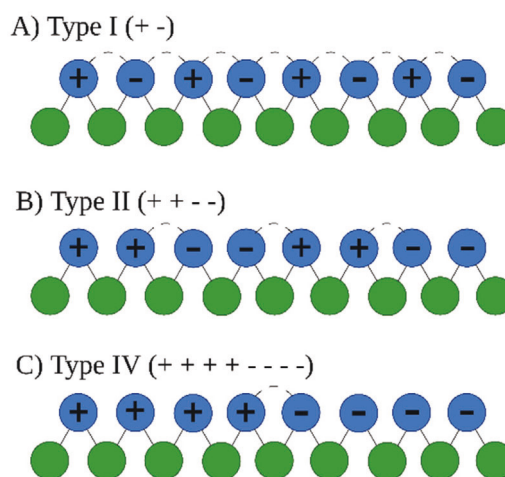 A) Type I (+ -)
+ - + - + - + -
B) Type II (+ + - -)
+ + - - + + - -
C) Type IV (+ + + + - - - -)
+ + + + - - - -